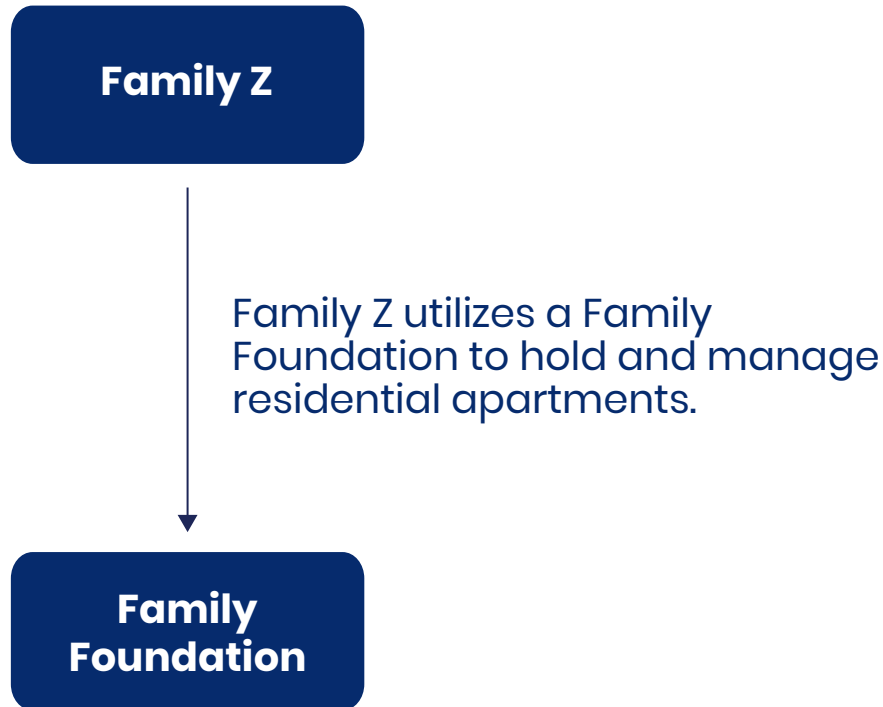 Family Z
Family Z utilizes a Family
Foundation to hold and manage
residential apartments.
Family
Foundation